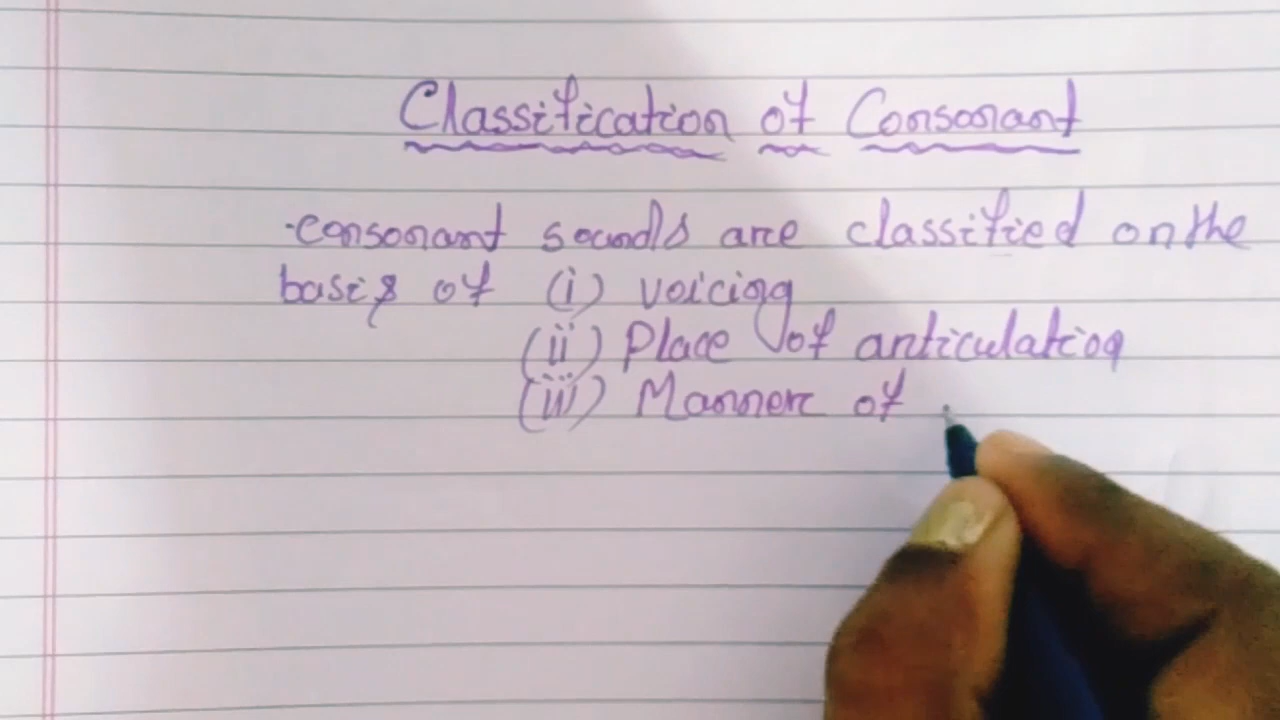 Classification of Consonant
·consonant sounds are classified on the
basis of (i) voicing
(ii) Place of articulation
(iii) Manner of